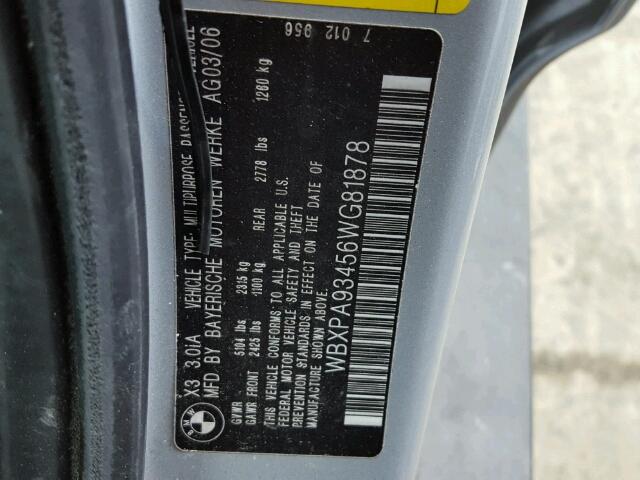 X3 3.0iA VEHICLE TYPE: MULTIPURPOSE PASSENGER VEHICLE
MFD BY BAYERISCHE MOTOREN WERKE AG 03/06
GVWR 5104 lbs 2315 kg
GAWR FRONT 2425 lbs 1100 kg REAR 2778 lbs 1260 kg
THIS VEHICLE CONFORMS TO ALL APPLICABLE U.S.
FEDERAL MOTOR VEHICLE SAFETY AND THEFT
PREVENTION STANDARDS IN EFFECT ON THE DATE OF
MANUFACTURE SHOWN ABOVE.
WBXPA93456WG81878
7 012 956
BMW